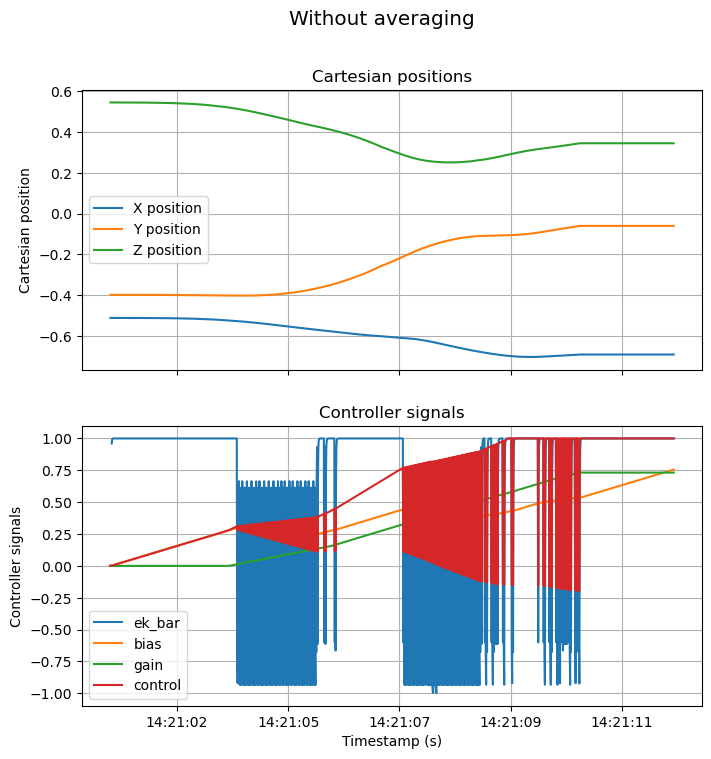 Without averaging
Cartesian positions
Cartesian position
0.6
0.4
0.2
0.0
−0.2
−0.4
−0.6
X position
Y position
Z position
Controller signals
Controller signals
1.00
0.75
0.50
0.25
0.00
−0.25
−0.50
−0.75
−1.00
ek_bar
bias
gain
control
14:21:02 14:21:05 14:21:07 14:21:09 14:21:11
Timestamp (s)